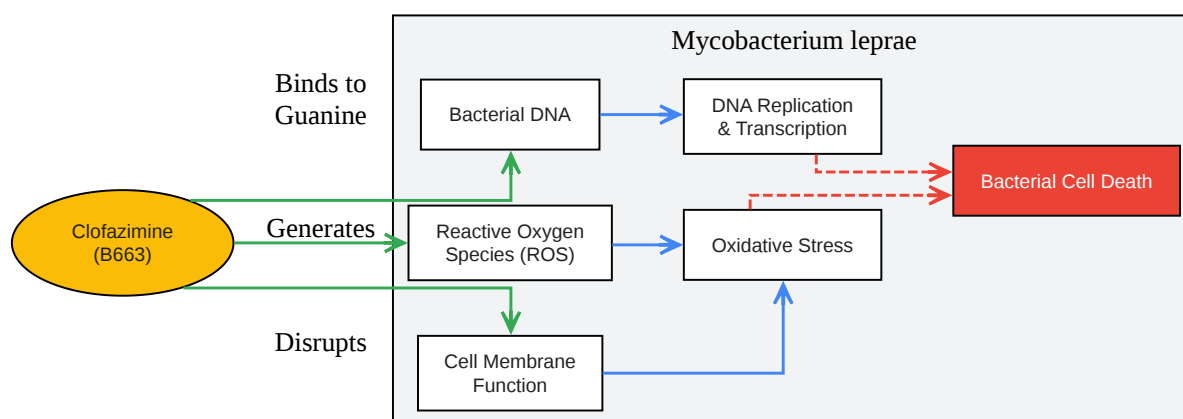 Mycobacterium leprae
Binds to
Guanine
Bacterial DNA
DNA Replication
& Transcription
Bacterial Cell Death
Clofazimine
(B663)
Generates
Reactive Oxygen
Species (ROS)
Oxidative Stress
Disrupts
Cell Membrane
Function